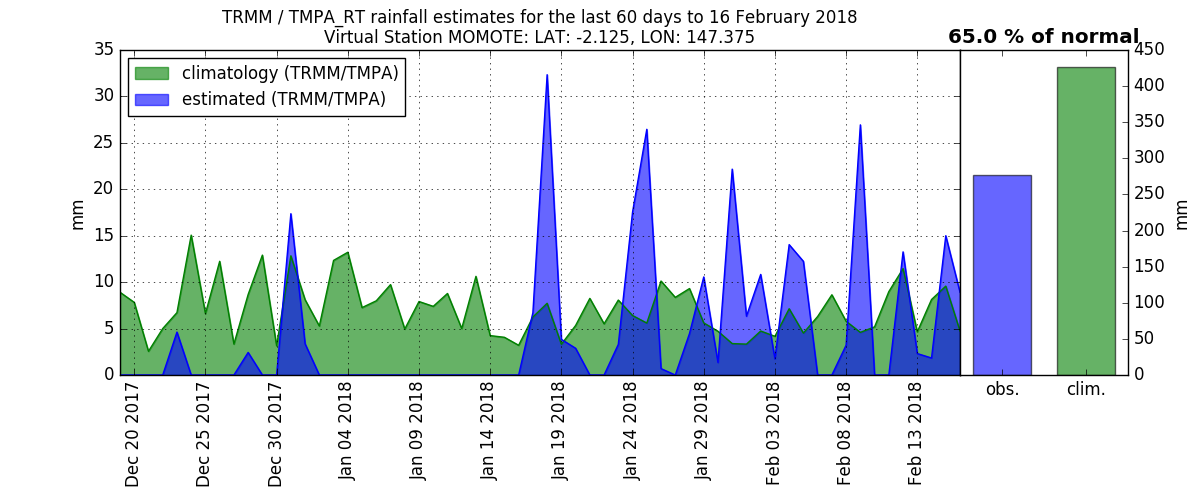 TRMM / TMPA_RT rainfall estimates for the last 60 days to 16 February 2018
Virtual Station MOMOTE: LAT: -2.125, LON: 147.375
65.0 % of normal
climatology (TRMM/TMPA)
estimated (TRMM/TMPA)
mm
35
30
25
20
15
10
5
0
Dec 20 2017
Dec 25 2017
Dec 30 2017
Jan 04 2018
Jan 09 2018
Jan 14 2018
Jan 19 2018
Jan 24 2018
Jan 29 2018
Feb 03 2018
Feb 08 2018
Feb 13 2018
obs.
clim.
450
400
350
300
250
200
150
100
50
0
mm